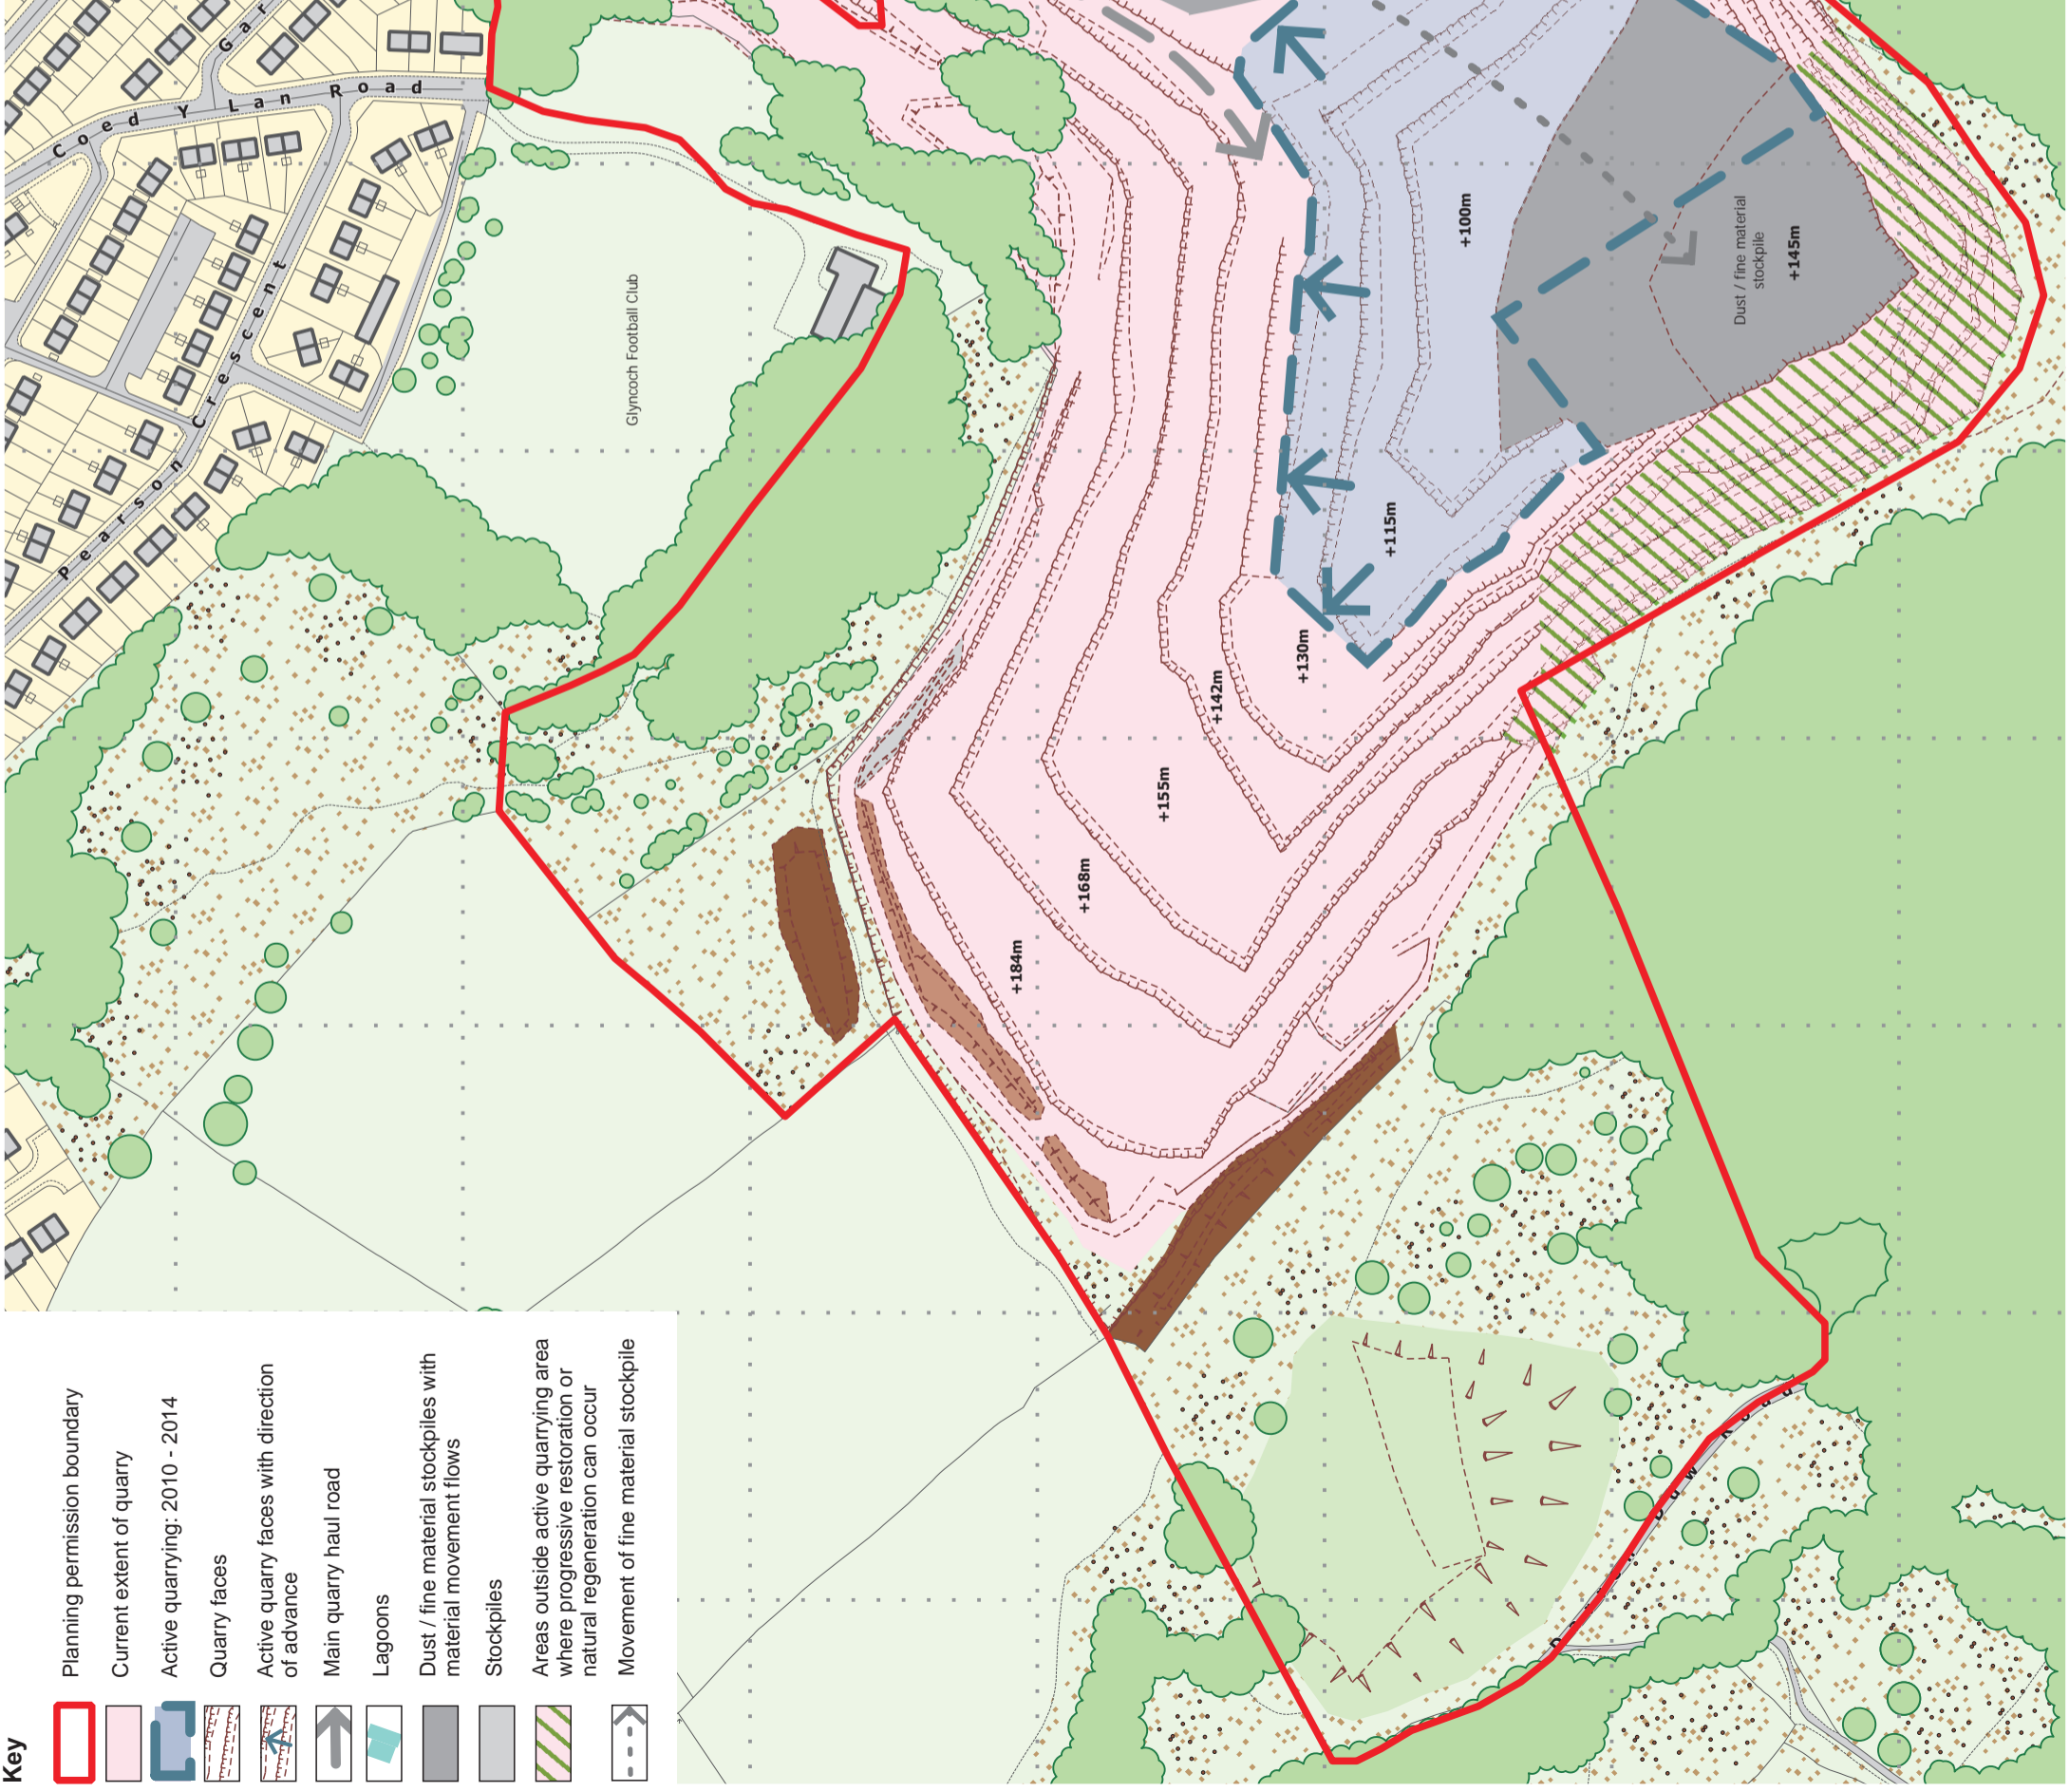 Key
Planning permission boundary
Current extent of quarry
Active quarrying: 2010 - 2014
Quarry faces
Active quarry faces with direction
of advance
Main quarry haul road
Lagoons
Dust / fine material stockpiles with
material movement flows
Stockpiles
Areas outside active quarrying area
where progressive restoration or
natural regeneration can occur
Movement of fine material stockpile
Coed Y Lan Road
Gar
Pearson Crescent
Glyncoch Football Club
+184m
+168m
+155m
+142m
+130m
+115m
+100m
Dust / fine material
stockpile
+145m